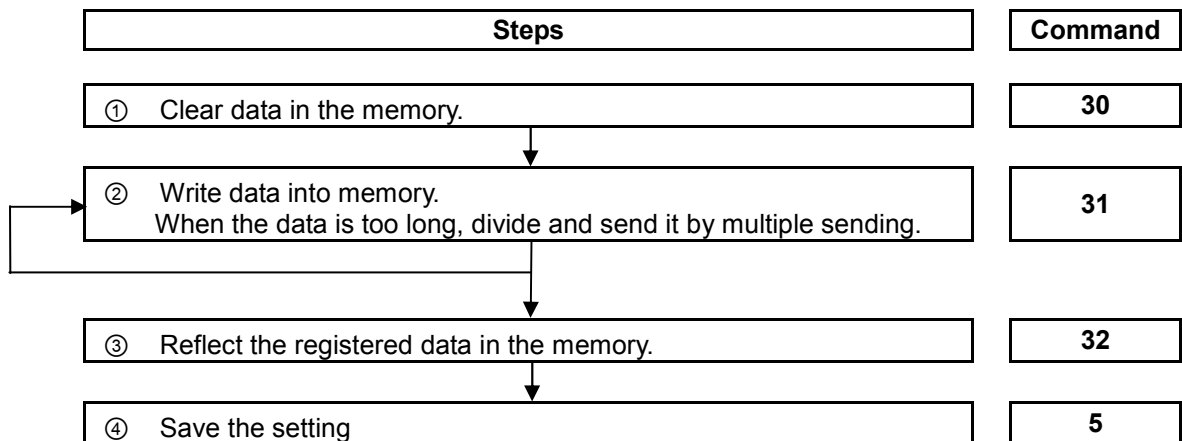 Steps Command
① Clear data in the memory. 30
② Write data into memory.
When the data is too long, divide and send it by multiple sending. 31
③ Reflect the registered data in the memory. 32
④ Save the setting 5